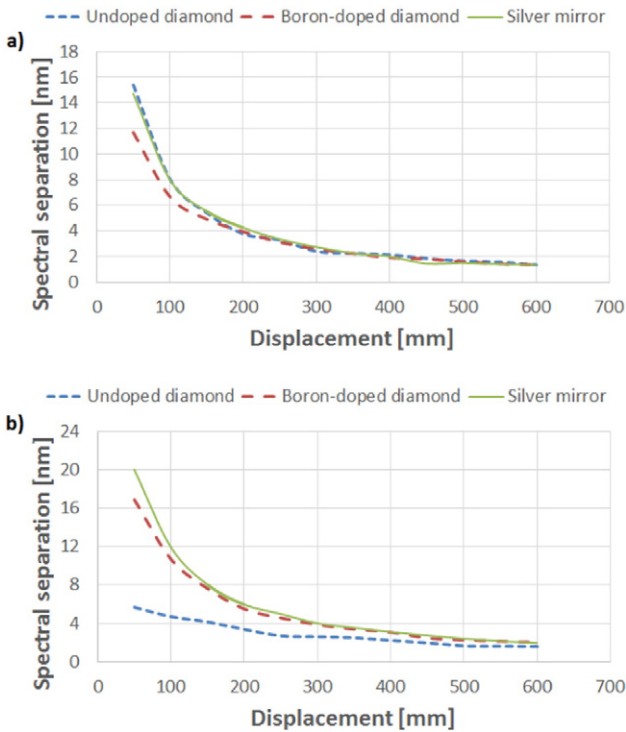 Undoped diamond Boron-doped diamond Silver mirror
a)
18
16
14
12
10
8
6
4
2
0
Spectral separation [nm]
0 100 200 300 400 500 600 700
Displacement [mm]
Undoped diamond Boron-doped diamond Silver mirror
b)
24
20
16
12
8
4
0
Spectral separation [nm]
0 100 200 300 400 500 600 700
Displacement [mm]